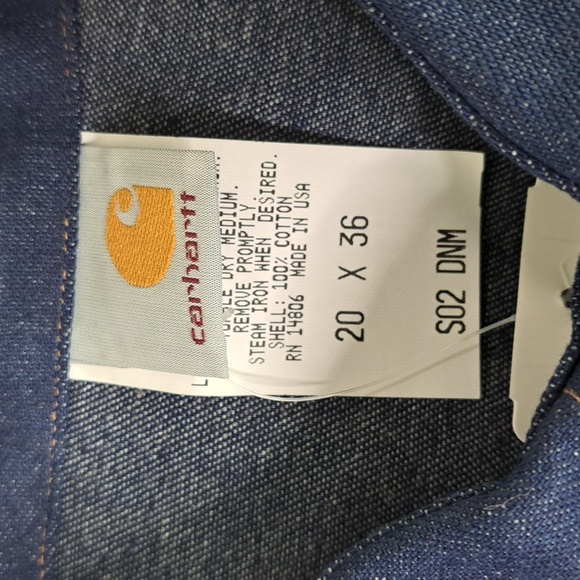 carhartt
DRY MEDIUM.
REMOVE PROMPTLY.
STEAM IRON WHEN DESIRED.
SHELL: 100% COTTON
RN 14806 MADE IN USA
20 X 36
S02 DNM